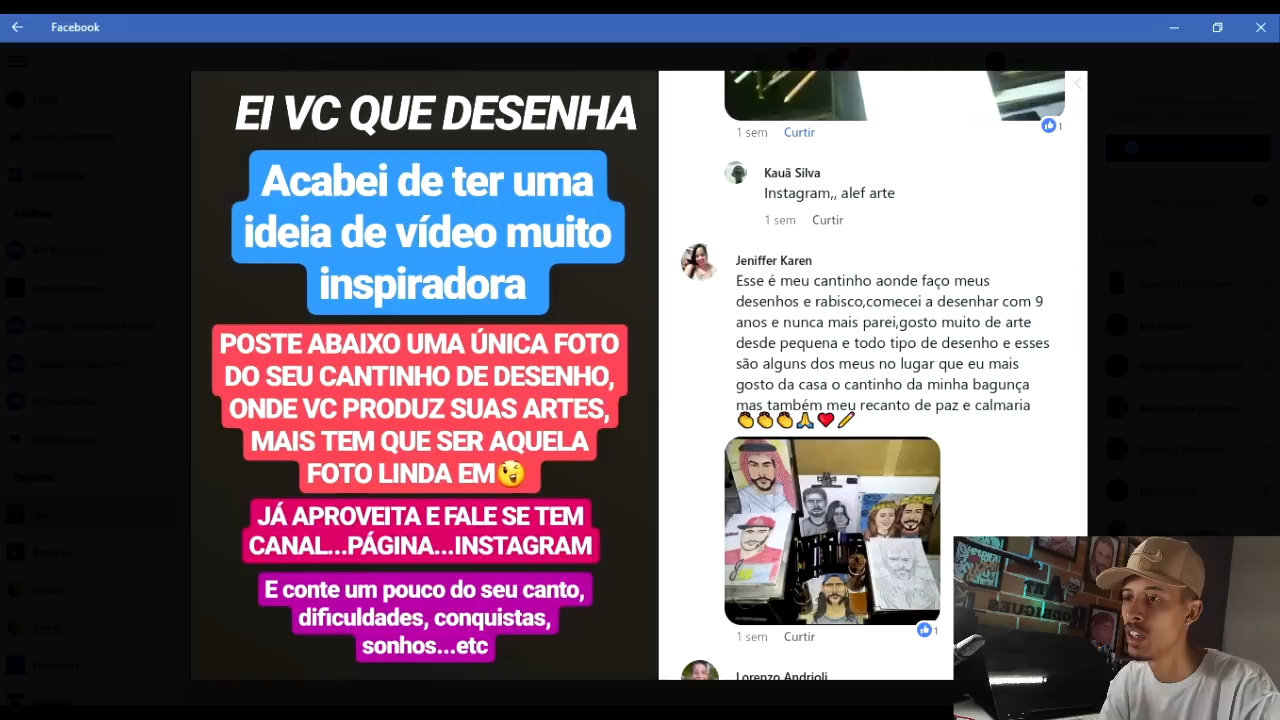 Facebook
EI VC QUE DESENHA
Acabei de ter uma
ideia de vídeo muito
inspiradora
POSTE ABAIXO UMA ÚNICA FOTO
DO SEU CANTINHO DE DESENHO,
ONDE VC PRODUZ SUAS ARTES,
MAIS TEM QUE SER AQUELA
FOTO LINDA EM😉
JÁ APROVEITA E FALE SE TEM
CANAL...PÁGINA...INSTAGRAM
E conte um pouco do seu canto,
dificuldades, conquistas,
sonhos...etc
1 sem Curtir
1
Kauã Silva
Instagram,, alef arte
1 sem Curtir
Jeniffer Karen
Esse é meu cantinho aonde faço meus
desenhos e rabisco,comecei a desenhar com 9
anos e nunca mais parei,gosto muito de arte
desde pequena e todo tipo de desenho e esses
são alguns dos meus no lugar que eu mais
gosto da casa o cantinho da minha bagunça
mas também meu recanto de paz e calmaria
👏👏👏🙏❤️✏️
1 sem Curtir
1
Lorenzo Andrioli
ART
RODRIGUES